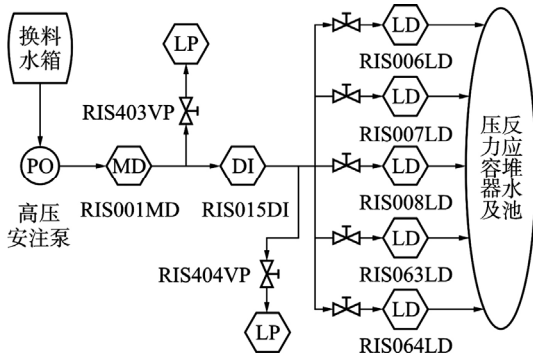 换料
水箱
LP
RIS403VP
PO
MD
DI
高压
安注泵
RIS001MD
RIS015DI
RIS404VP
LP
LD
RIS006LD
LD
RIS007LD
LD
RIS008LD
LD
RIS063LD
LD
RIS064LD
反应堆水池
压力容器及